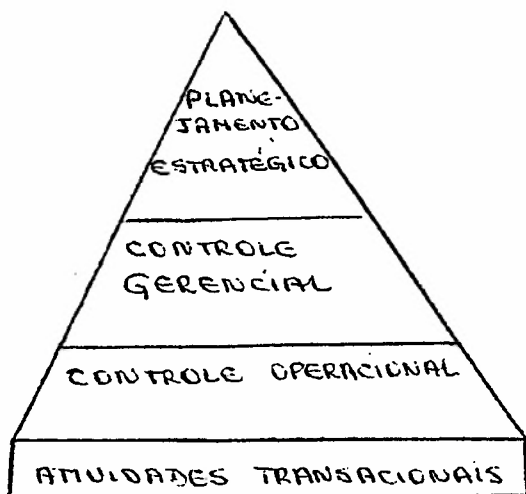 PLANE-
JAMENTO
ESTRATÉGICO
CONTROLE
GERENCIAL
CONTROLE OPERACIONAL
ATIVIDADES TRANSACIONAIS